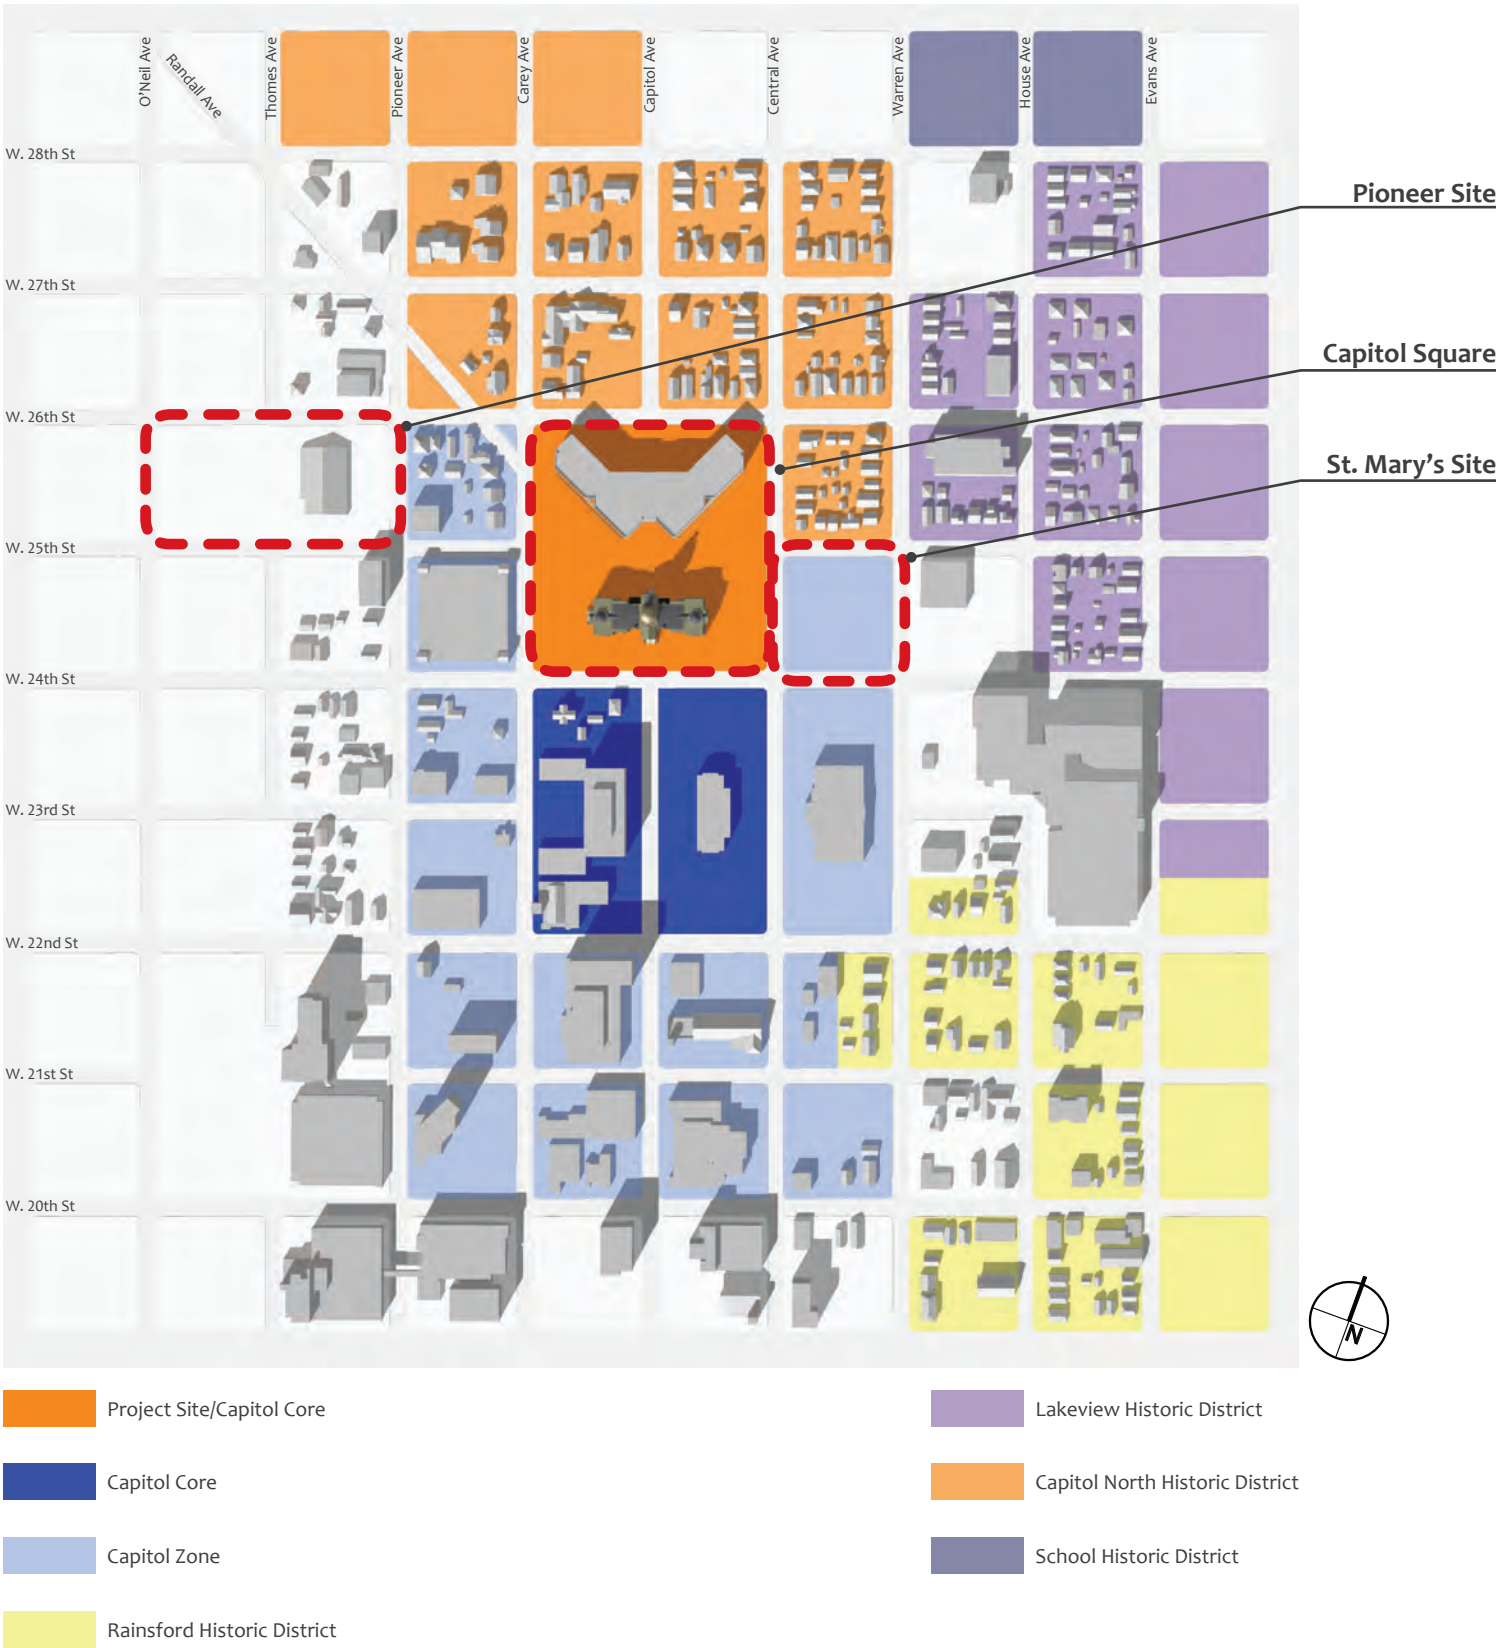 O'Neil Ave
Randall Ave
Thomes Ave
Pioneer Ave
Carey Ave
Capitol Ave
Central Ave
Warren Ave
House Ave
Evans Ave
W. 28th St
Pioneer Site
W. 27th St
Capitol Square
W. 26th St
St. Mary's Site
W. 25th St
W. 24th St
W. 23rd St
W. 22nd St
W. 21st St
W. 20th St
N
Project Site/Capitol Core
Lakeview Historic District
Capitol Core
Capitol North Historic District
Capitol Zone
School Historic District
Rainsford Historic District